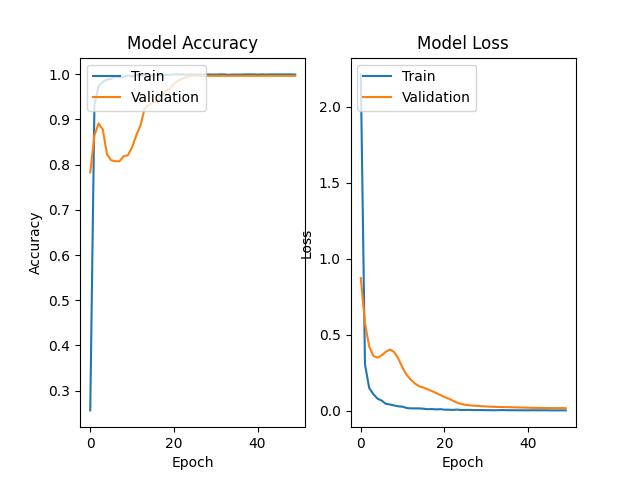 Model Accuracy
Train
Validation
1.0
0.9
0.8
0.7
0.6
0.5
0.4
0.3
Accuracy
0 20 40
Epoch
Model Loss
Train
Validation
2.0
1.5
1.0
0.5
0.0
Loss
0 20 40
Epoch